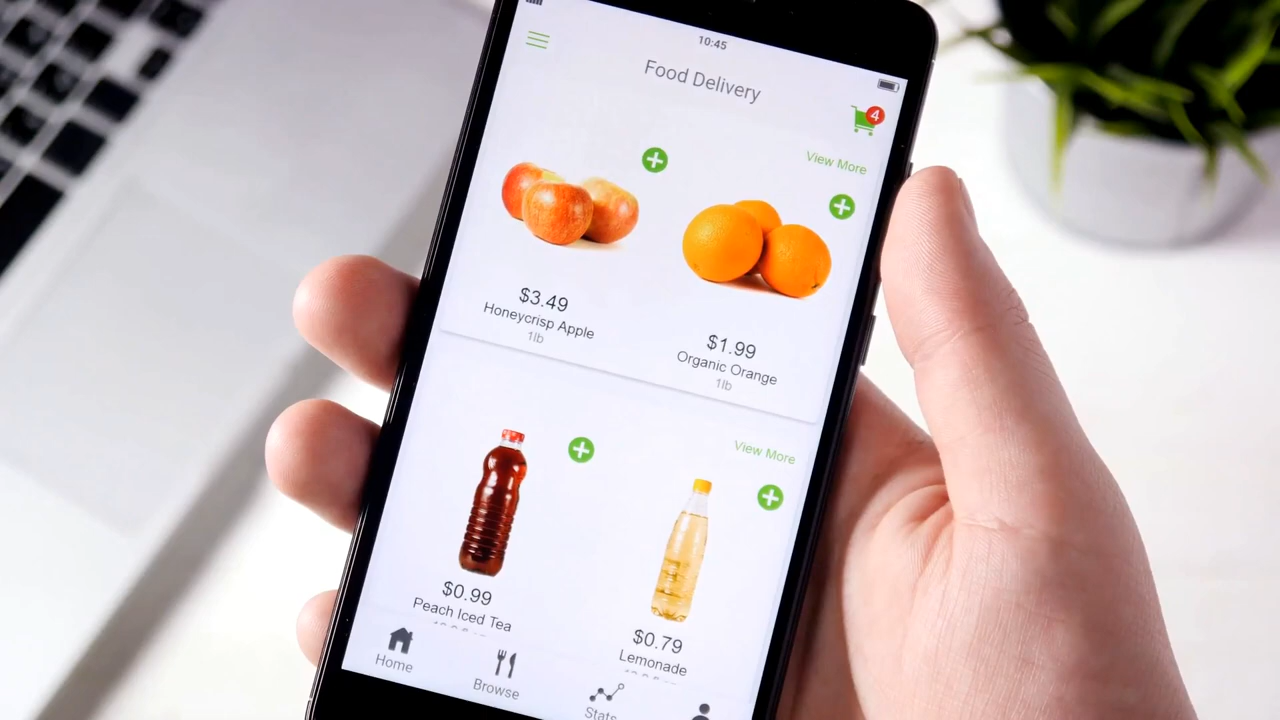 10:45
Food Delivery
4
View More
$3.49
Honeycrisp Apple
1lb
$1.99
Organic Orange
1lb
View More
$0.99
Peach Iced Tea
$0.79
Lemonade
Home
Browse
Stats